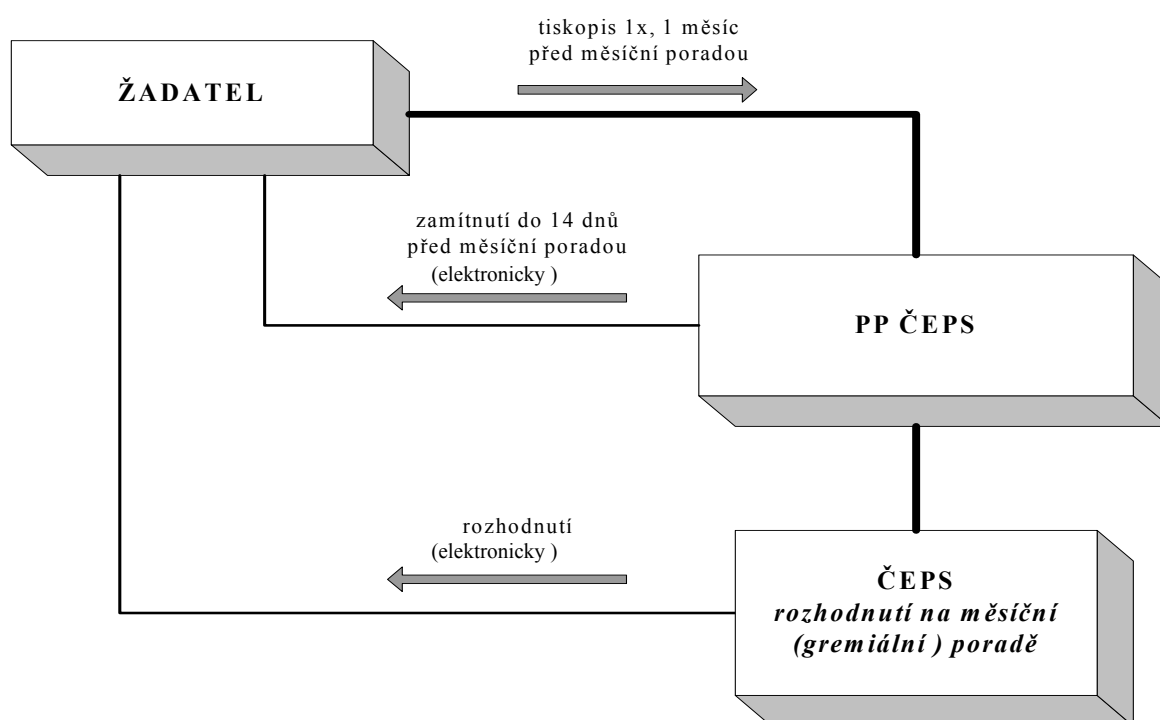 tiskopis 1x, 1 měsíc
před měsíční poradou
ŽADATEL
zamítnutí do 14 dnů
před měsíční poradou
(elektronicky )
PP ČEPS
rozhodnutí
(elektronicky )
ČEPS
rozhodnutí na měsíční
(gremiální ) poradě